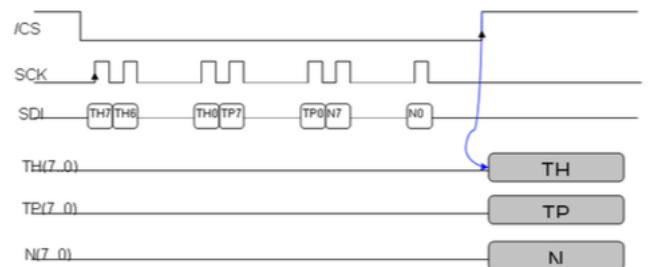 /CS
SCK
SDI TH7 TH6 TH0 TP7 TP0 N7 N0
TH(7..0) TH
TP(7..0) TP
N(7..0) N